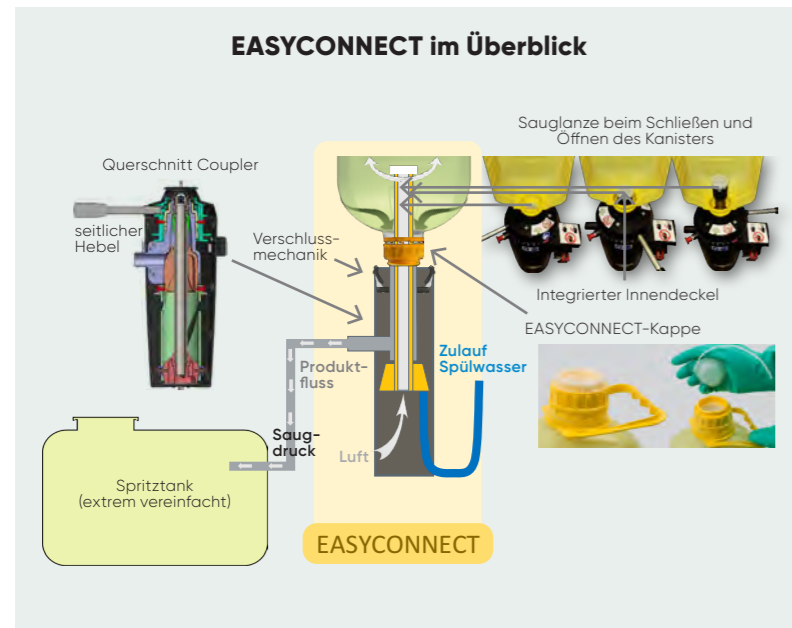 EASYCONNECT im Überblick
Sauglanze beim Schließen und
Öffnen des Kanisters
Querschnitt Coupler
seitlicher
Hebel
Verschluss-
mechanik
Integrierter Innendeckel
EASYCONNECT-Kappe
Zulauf
Spülwasser
Produkt-
fluss
Saug-
druck
Luft
Spritztank
(extrem vereinfacht)
EASYCONNECT